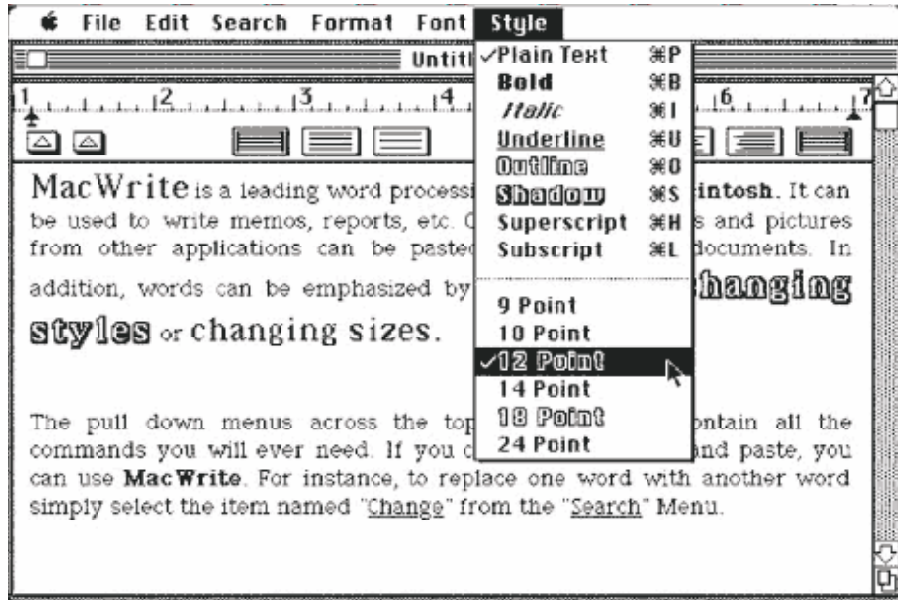 File Edit Search Format Font Style
Untitl
✓Plain Text ⌘P
Bold ⌘B
Italic ⌘I
Underline ⌘U
Outline ⌘O
Shadow ⌘S
Superscript ⌘H
Subscript ⌘L
9 Point
10 Point
✓12 Point
14 Point
18 Point
24 Point
1 2 3 4 6 7
MacWrite is a leading word processi intosh. It can
be used to write memos, reports, etc. s and pictures
from other applications can be paste documents. In
addition, words can be emphasized by hanging
styles or changing sizes.
The pull down menus across the top ontain all the
commands you will ever need. If you and paste, you
can use MacWrite. For instance, to replace one word with another word
simply select the item named "Change" from the "Search" Menu.